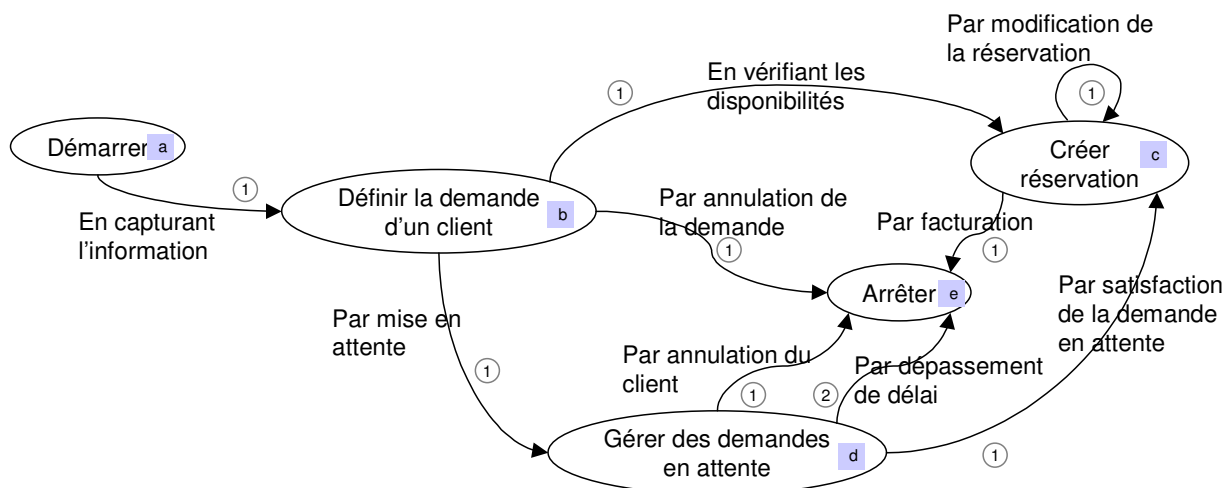 Par modification de
la réservation
1
En vérifiant les
disponibilités
1
Démarrer a
Créer
réservation
c
1
En capturant
l'information
Définir la demande
d'un client
b
Par annulation de
la demande
1
Par facturation
1
Arrêter e
Par satisfaction
de la demande
en attente
Par mise en
attente
1
Par annulation du
client
1
2
Par dépassement
de délai
Gérer des demandes
en attente
d
1